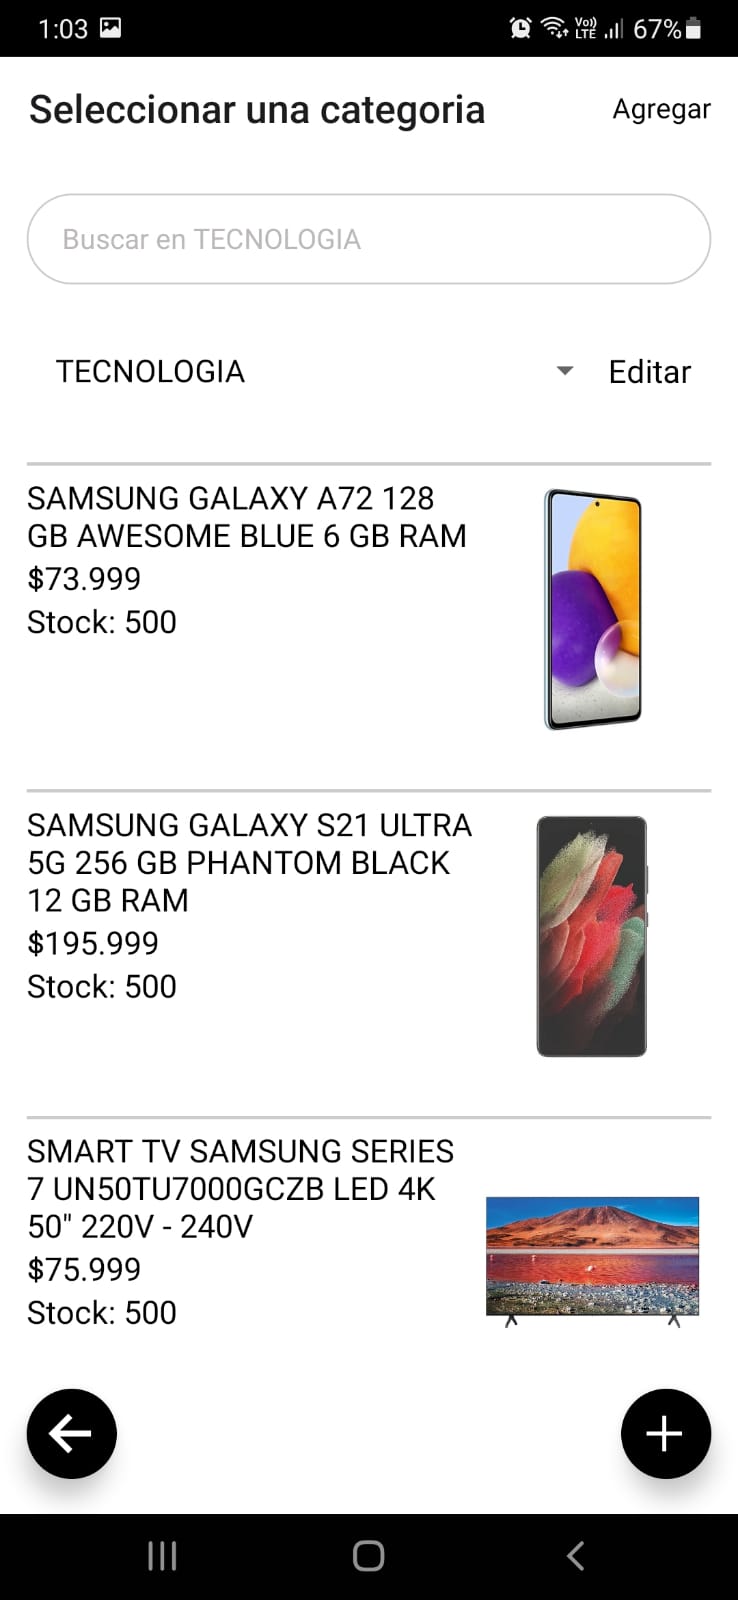 1:03
Vo))
LTE
67%
Seleccionar una categoria
Agregar
Buscar en TECNOLOGIA
TECNOLOGIA
Editar
SAMSUNG GALAXY A72 128
GB AWESOME BLUE 6 GB RAM
$73.999
Stock: 500
SAMSUNG GALAXY S21 ULTRA
5G 256 GB PHANTOM BLACK
12 GB RAM
$195.999
Stock: 500
SMART TV SAMSUNG SERIES
7 UN50TU7000GCZB LED 4K
50" 220V - 240V
$75.999
Stock: 500